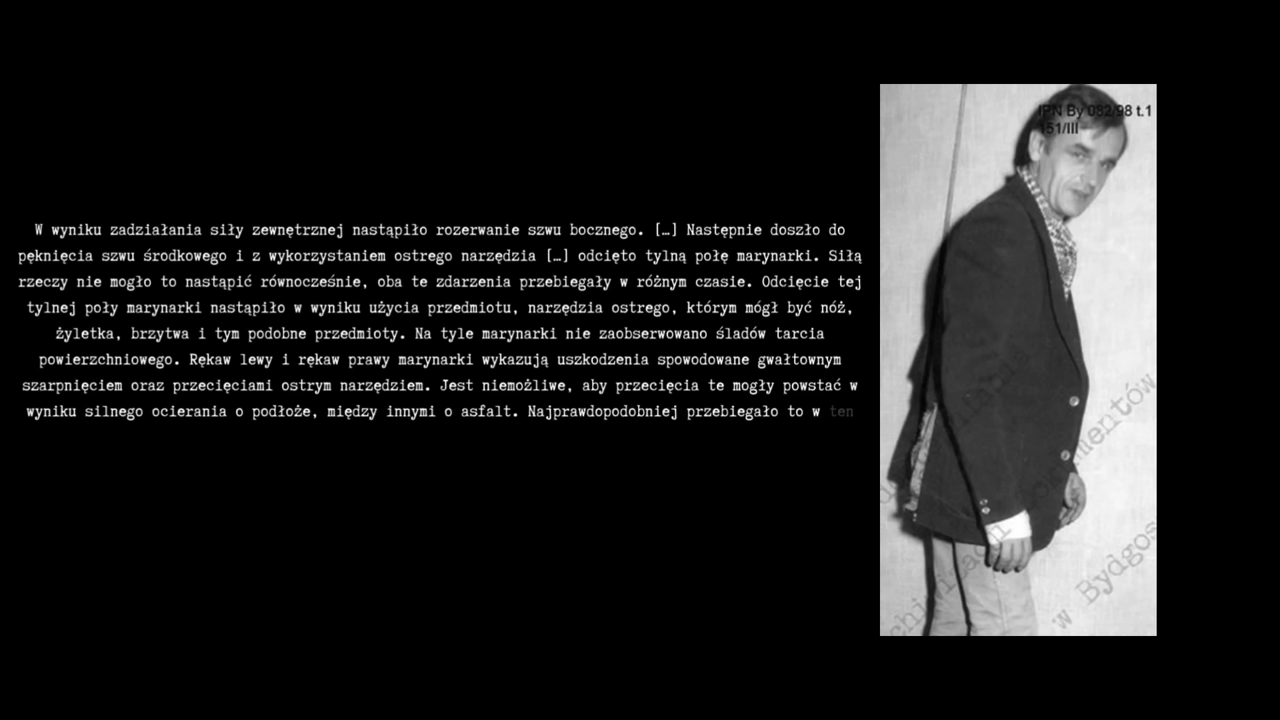 W wyniku zadziałania siły zewnętrznej nastąpiło rozerwanie szwu bocznego. […] Następnie doszło do
pęknięcia szwu środkowego i z wykorzystaniem ostrego narzędzia […] odcięto tylną połę marynarki. Siłą
rzeczy nie mogło to nastąpić równocześnie, oba te zdarzenia przebiegały w różnym czasie. Odcięcie tej
tylnej poły marynarki nastąpiło w wyniku użycia przedmiotu, narzędzia ostrego, którym mógł być nóż,
żyletka, brzytwa i tym podobne przedmioty. Na tyle marynarki nie zaobserwowano śladów tarcia
powierzchniowego. Rękaw lewy i rękaw prawy marynarki wykazują uszkodzenia spowodowane gwałtownym
szarpnięciem oraz przecięciami ostrym narzędziem. Jest niemożliwe, aby przecięcia te mogły powstać w
wyniku silnego ocierania o podłoże, między innymi o asfalt. Najprawdopodobniej przebiegało to w ten
IPN By 082/98 t.1
151/III
w Bydgos